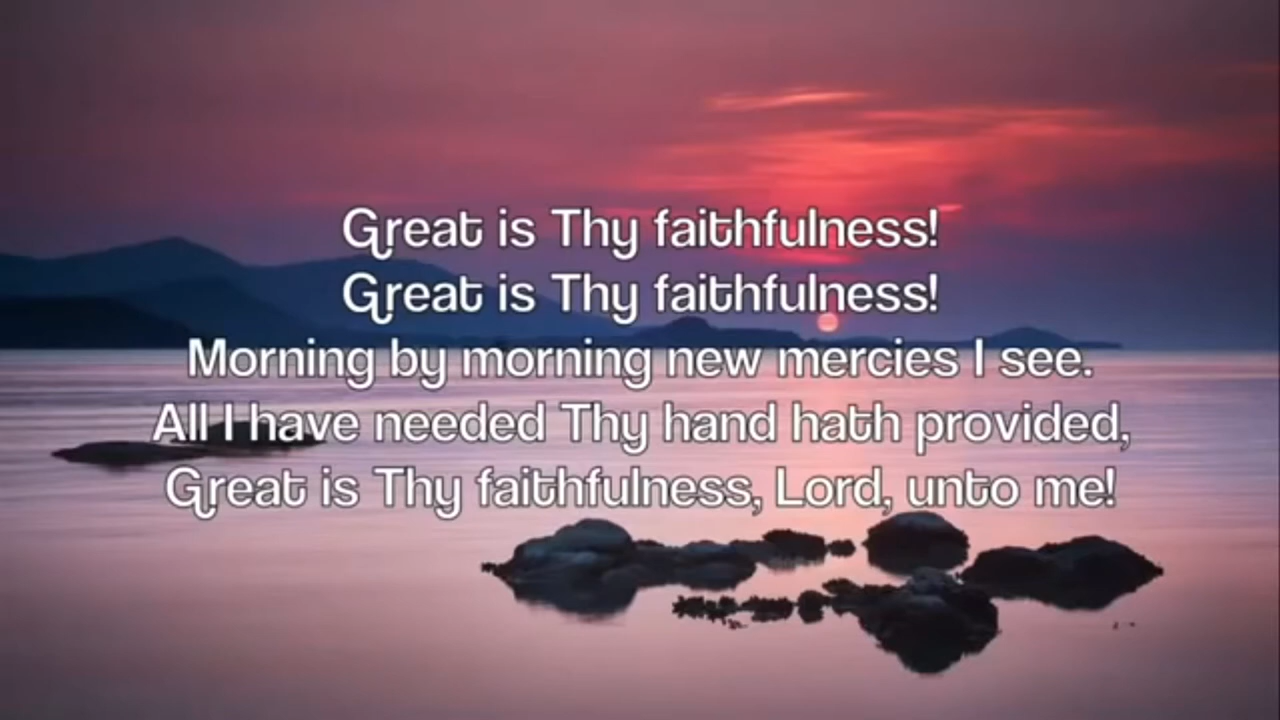 Great is Thy faithfulness!
Great is Thy faithfulness!
Morning by morning new mercies I see.
All I have needed Thy hand hath provided,
Great is Thy faithfulness, Lord, unto me!